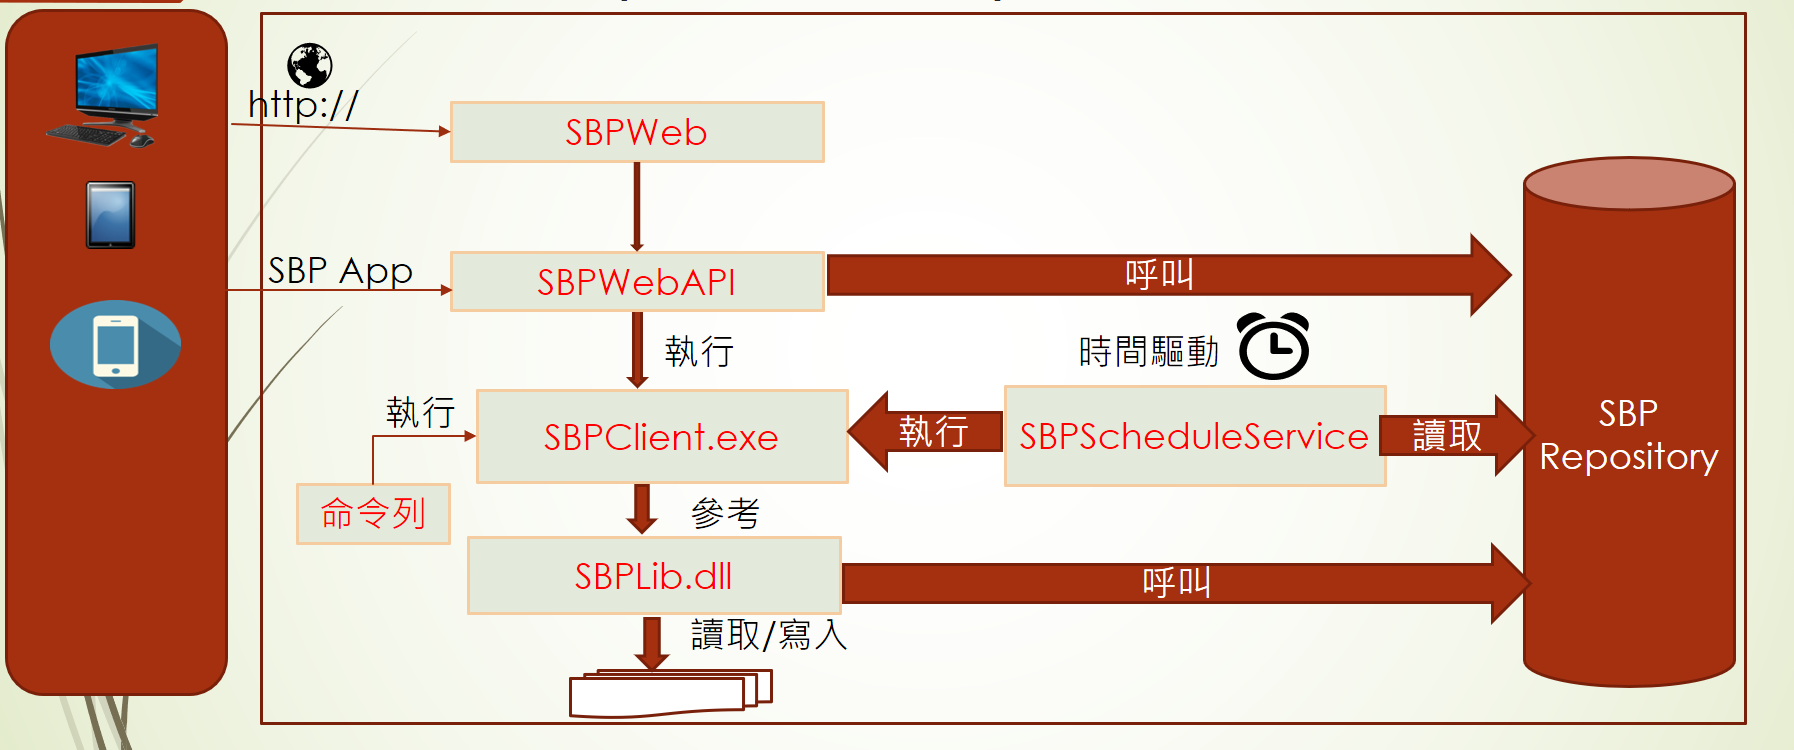 http://
SBPWeb
SBP App
SBPWebAPI
呼叫
執行
時間驅動
執行
SBPClient.exe
執行
SBPScheduleService
讀取
SBP
Repository
命令列
參考
SBPLib.dll
呼叫
讀取/寫入